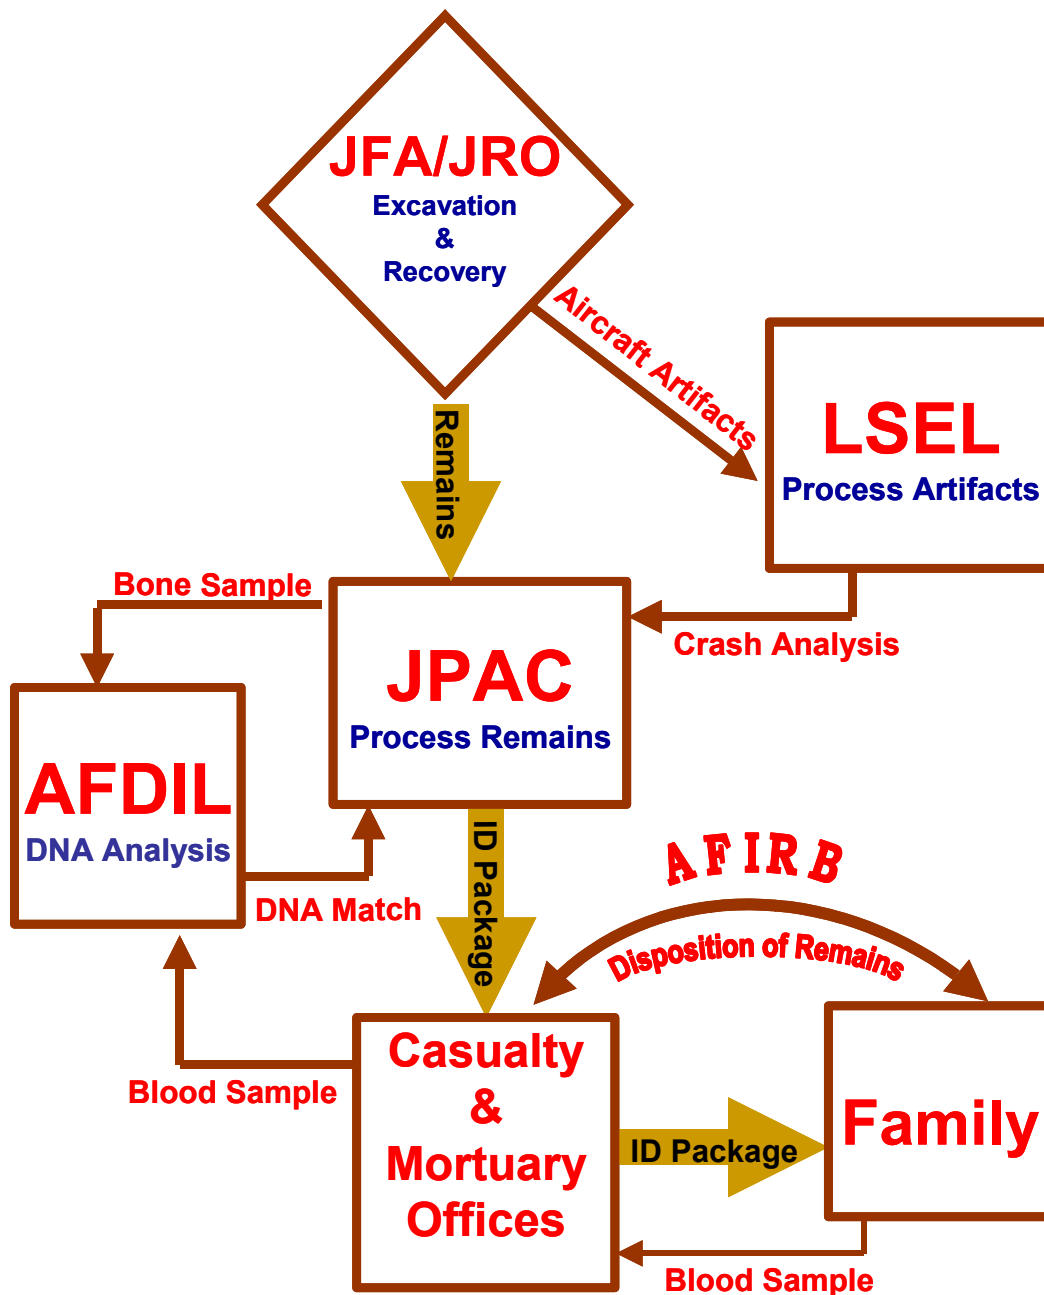 JFA/JRO
Excavation
&
Recovery
Aircraft Artifacts
LSEL
Process Artifacts
Remains
Bone Sample
Crash Analysis
JPAC
Process Remains
AFDIL
DNA Analysis
DNA Match
ID Package
AFIRB
Disposition of Remains
Blood Sample
Casualty
&
Mortuary
Offices
ID Package
Family
Blood Sample